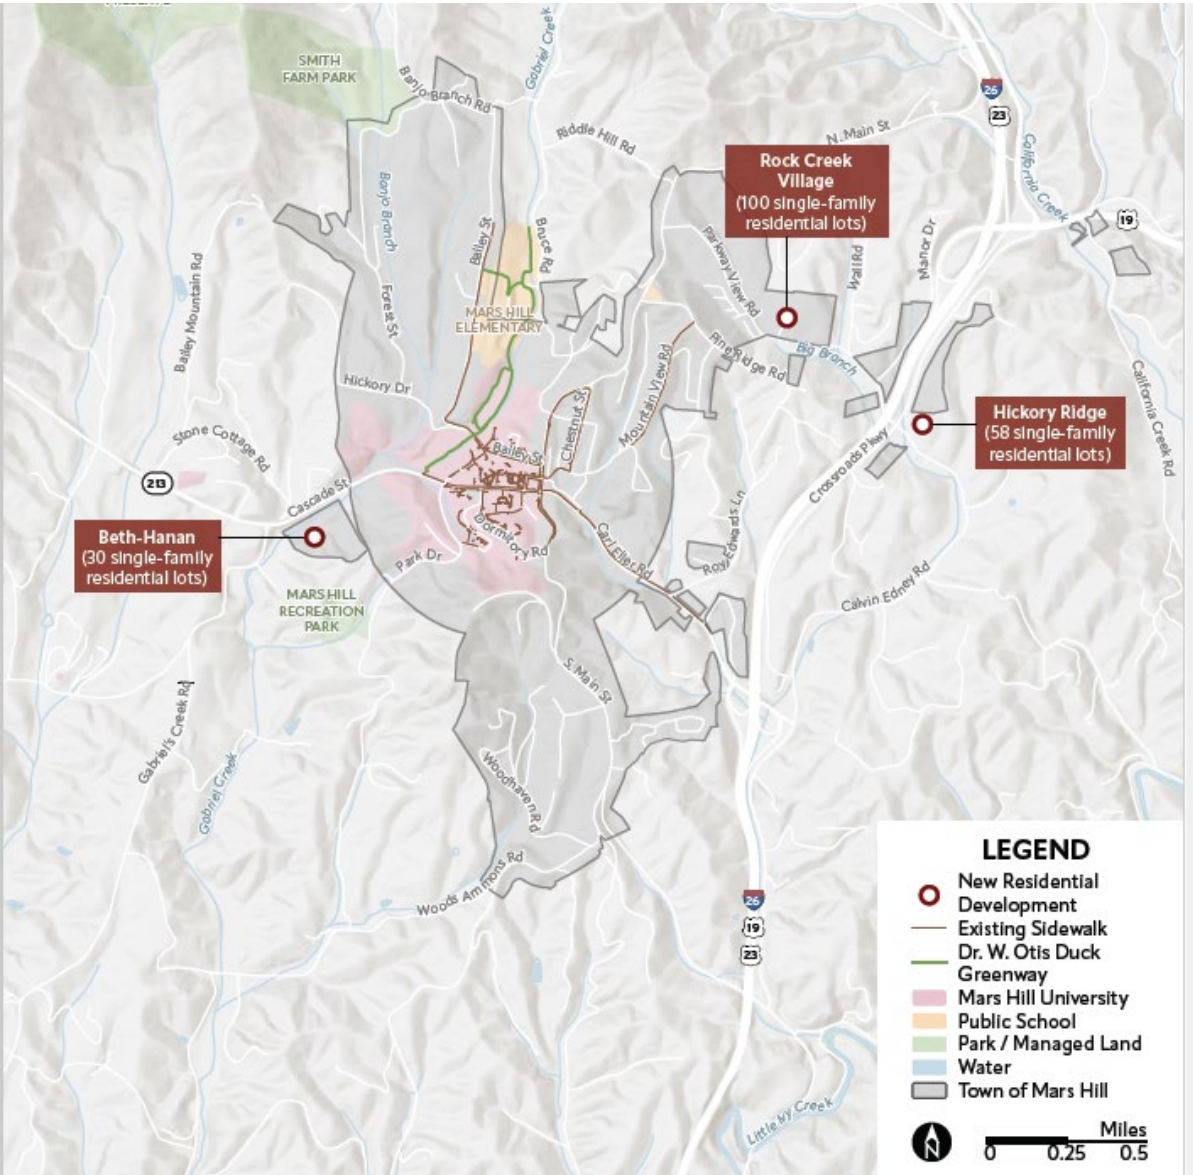 PRESERVE
SMITH
FARM PARK
Banjo Branch Rd
Gabriel Creek
26
23
Riddle Hill Rd
N. Main St
California Creek
Rock Creek
Village
(100 single-family
residential lots)
19
Banjo Branch
Bailey St
Bruce Rd
Parkway View Rd
Wall Rd
Manor Dr
Bailey Mountain Rd
Forest St
MARS HILL
ELEMENTARY
Pine Ridge Rd
Big Branch
Mountain View Rd
Hickory Dr
California Creek Rd
Chestnut St
Hickory Ridge
(58 single-family
residential lots)
Stone Cottage Rd
Bailey St
Crossroads Pkwy
213
Cascade St
Beth-Hanan
(30 single-family
residential lots)
Dormitory Rd
Park Dr
Carl Eller Rd
Roy Edwards Ln
MARS HILL
RECREATION
PARK
Calvin Edney Rd
S. Main St
Gabriel's Creek Rd
Gabriel Creek
Woodhaven Rd
Woods Ammons Rd
26
19
23
Little Ivy Creek
LEGEND
New Residential
Development
Existing Sidewalk
Dr. W. Otis Duck
Greenway
Mars Hill University
Public School
Park / Managed Land
Water
Town of Mars Hill
N
Miles
0 0.25 0.5